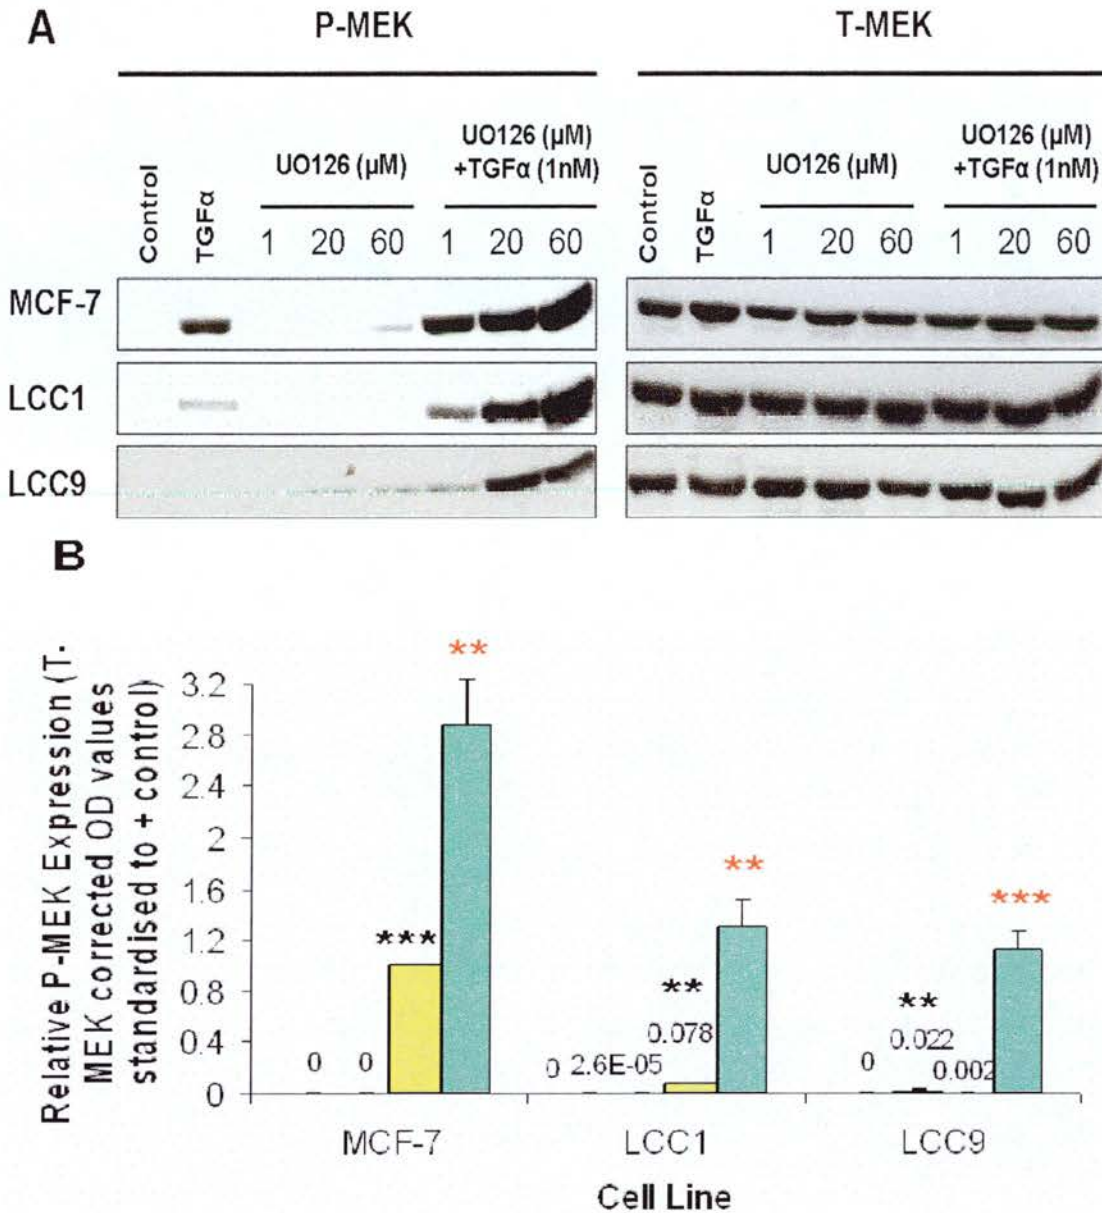 A
P-MEK
T-MEK
Control
TGFα
UO126 (µM)
UO126 (µM)
+TGFα (1nM)
1 20 60 1 20 60
Control
TGFα
UO126 (µM)
UO126 (µM)
+TGFα (1nM)
1 20 60 1 20 60
MCF-7
LCC1
LCC9
B
Relative P-MEK Expression (T-
MEK corrected OD values
standardised to + control)
3.2
2.8
2.4
2
1.6
1.2
0.8
0.4
0
0 0 *** **
0 2.6E-05 0.078 ** **
0 0.022 ** 0.002 ***
MCF-7 LCC1 LCC9
Cell Line